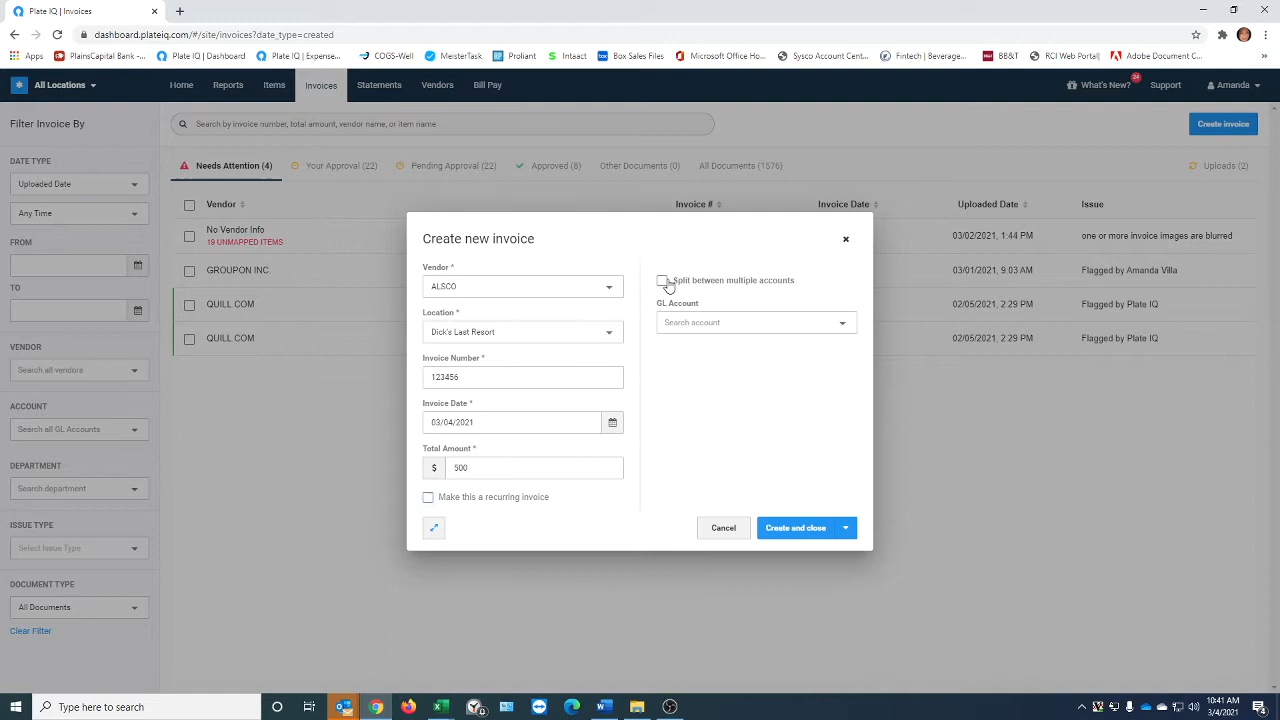 Plate IQ | Invoices
dashboard.plateiq.com/#/site/invoices?date_type=created
Apps
PlainsCapital Bank -...
Plate IQ | Dashboard
Plate IQ | Dashboard
COGS-Well
MeisterTask
Proliant
Intact
Box Sales Files
Microsoft Office Ho...
Sysco Account Cent...
Fintech | Beverage...
BB&T
RCI Web Portal
Adobe Document C...
All Locations
Home
Reports
Items
Invoices
Statements
Vendors
Bill Pay
What's New?
24
Support
Amanda
Filter Invoice By
Search by invoice number, total amount, vendor name, or item name
Create invoice
DATE TYPE
Uploaded Date
Any Time
FROM
TO
VENDOR
Search all vendors
ACCOUNT
Search all GL Accounts
DEPARTMENT
Search department
ISSUE TYPE
Select Issue Type
DOCUMENT TYPE
All Documents
Clear Filter
Needs Attention (4)
Your Approval (22)
Pending Approval (22)
Approved (8)
Other Documents (0)
All Documents (1576)
Uploads (2)
Vendor
Invoice #
Invoice Date
Uploaded Date
Issue
No Vendor Info
19 UNMAPPED ITEMS
03/02/2021, 1:44 PM
one or more invoice images are blurred
GROUPON INC.
03/01/2021, 9:03 AM
Flagged by Amanda Villa
QUILL COM
02/05/2021, 2:29 PM
Flagged by Plate IQ
QUILL COM
02/05/2021, 2:29 PM
Flagged by Plate IQ
Create new invoice
Vendor *
ALSCO
Location *
Dick's Last Resort
Invoice Number *
123456
Invoice Date *
03/04/2021
Total Amount *
$ 500
Make this a recurring invoice
Split between multiple accounts
GL Account
Search account
Cancel
Create and close
Type here to search
10:41 AM
3/4/2021